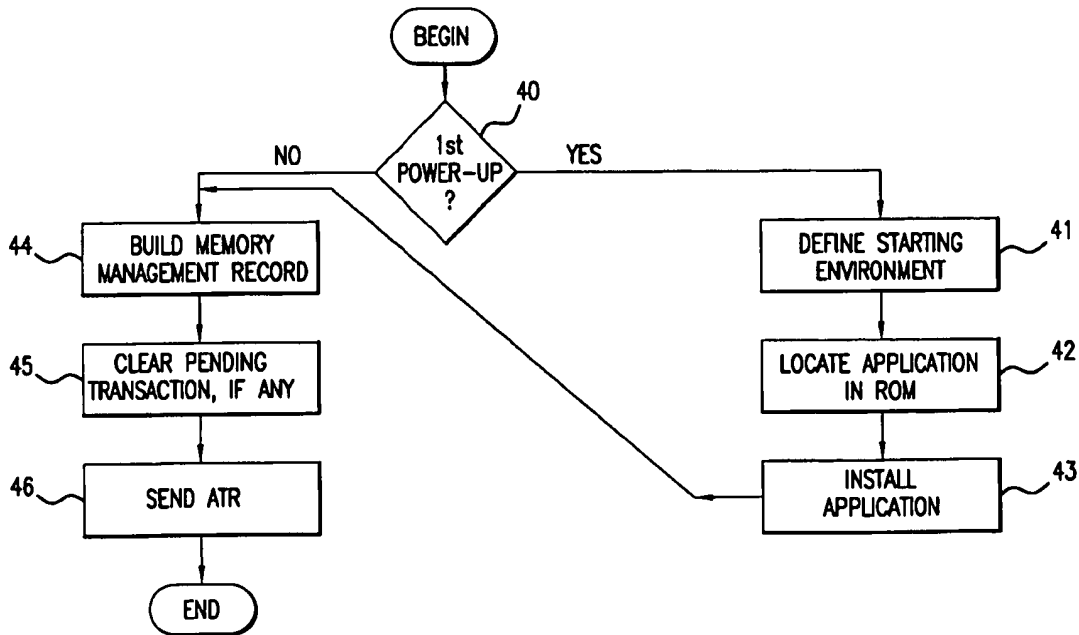 BEGIN
40
1st
POWER-UP
?
NO
YES
44
BUILD MEMORY
MANAGEMENT RECORD
45
CLEAR PENDING
TRANSACTION, IF ANY
46
SEND ATR
END
DEFINE STARTING
ENVIRONMENT
41
LOCATE APPLICATION
IN ROM
42
INSTALL
APPLICATION
43